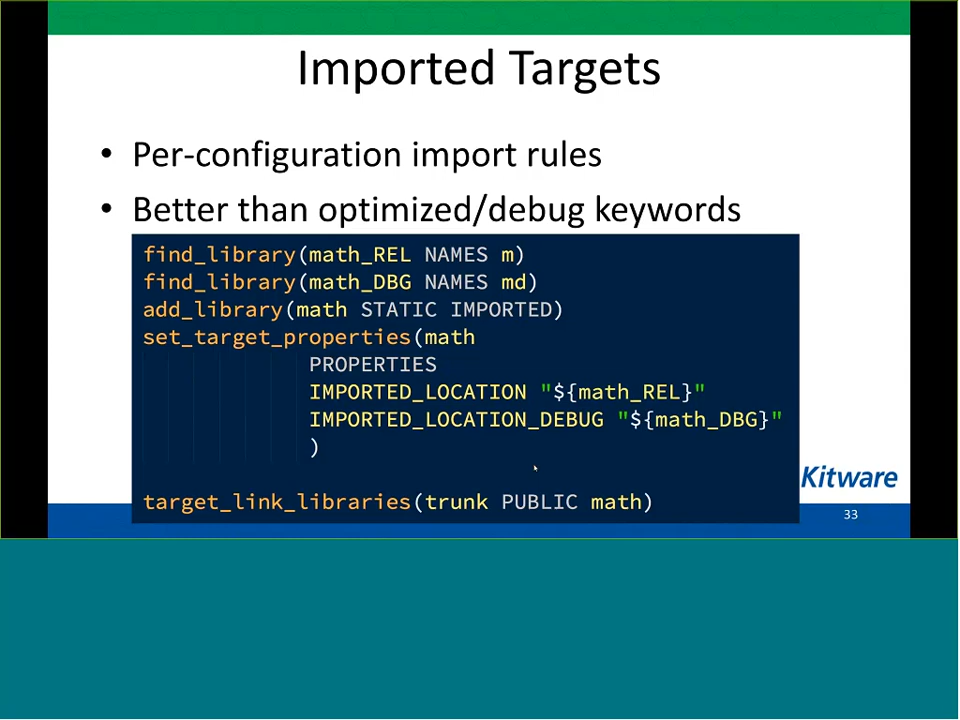 Imported Targets
• Per-configuration import rules
• Better than optimized/debug keywords
find_library(math_REL NAMES m)
find_library(math_DBG NAMES md)
add_library(math STATIC IMPORTED)
set_target_properties(math
PROPERTIES
IMPORTED_LOCATION "${math_REL}"
IMPORTED_LOCATION_DEBUG "${math_DBG}"
)
target_link_libraries(trunk PUBLIC math)
Kitware
33